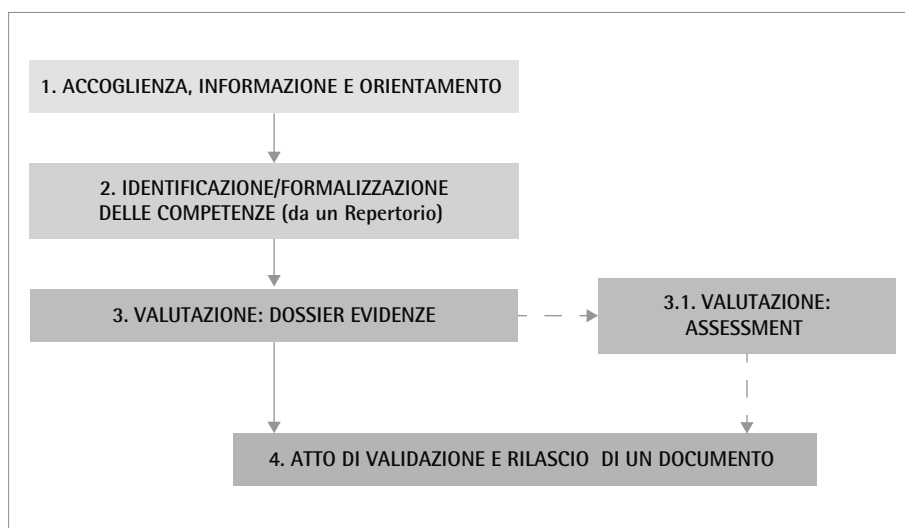 1. ACCOGLIENZA, INFORMAZIONE E ORIENTAMENTO
2. IDENTIFICAZIONE/FORMALIZZAZIONE
DELLE COMPETENZE (da un Repertorio)
3. VALUTAZIONE: DOSSIER EVIDENZE
3.1. VALUTAZIONE:
ASSESSMENT
4. ATTO DI VALIDAZIONE E RILASCIO DI UN DOCUMENTO